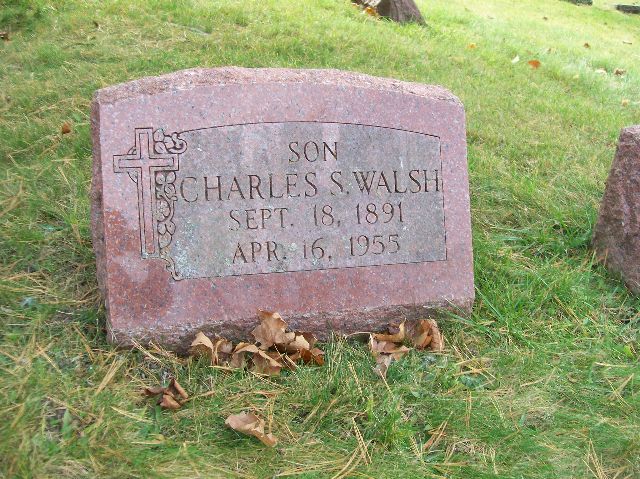 SON
CHARLES S. WALSH
SEPT. 18, 1891
APR. 16, 1955